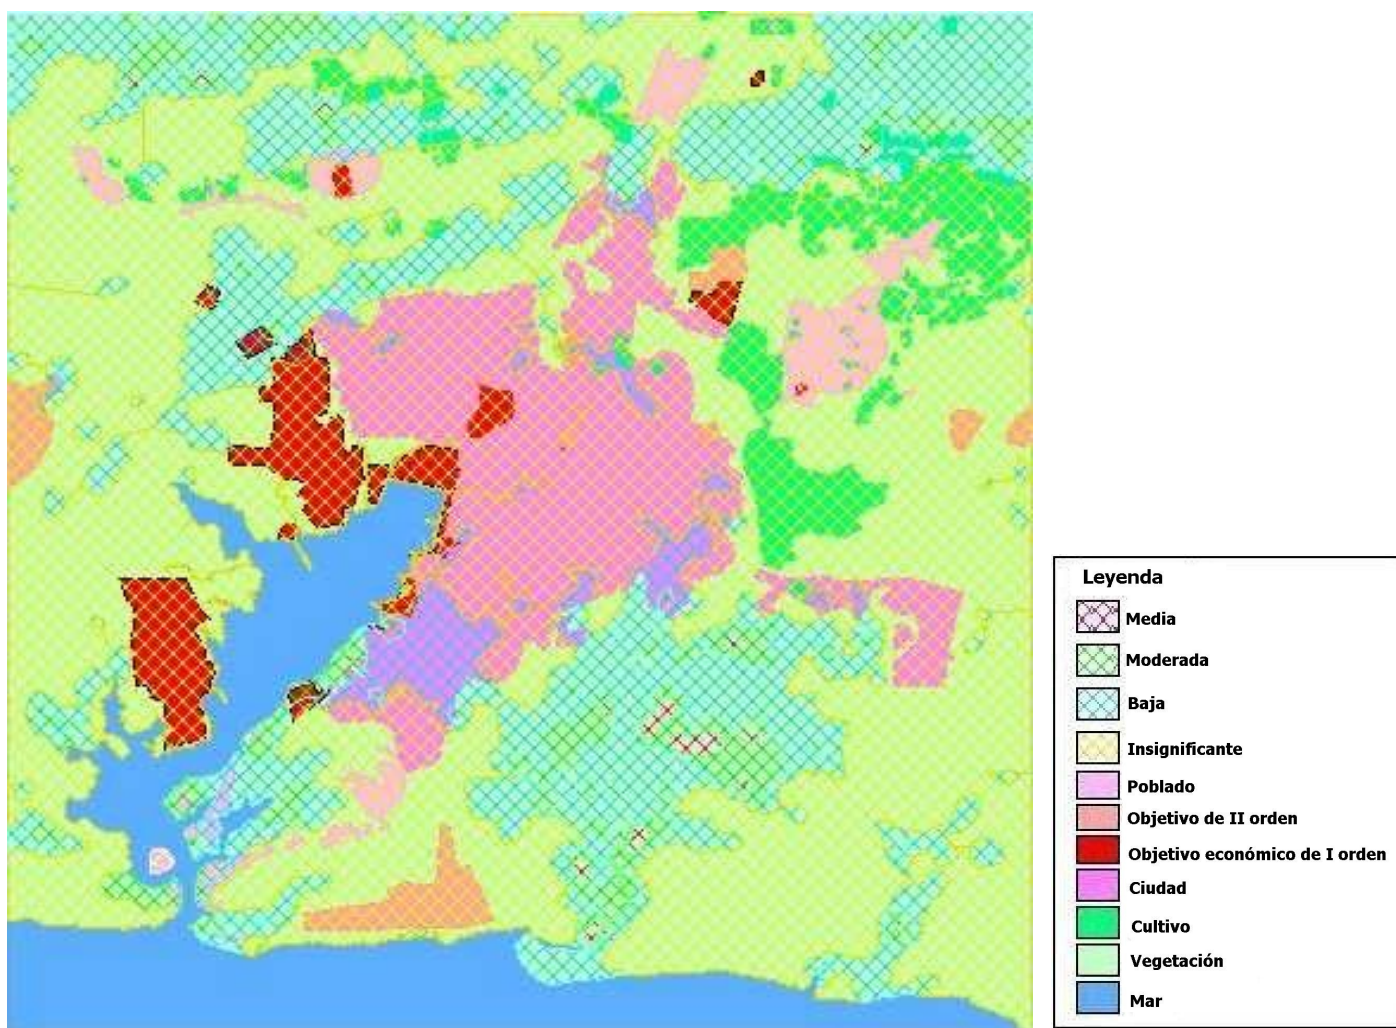 Leyenda
Media
Moderada
Baja
Insignificante
Poblado
Objetivo de II orden
Objetivo económico de I orden
Ciudad
Cultivo
Vegetación
Mar